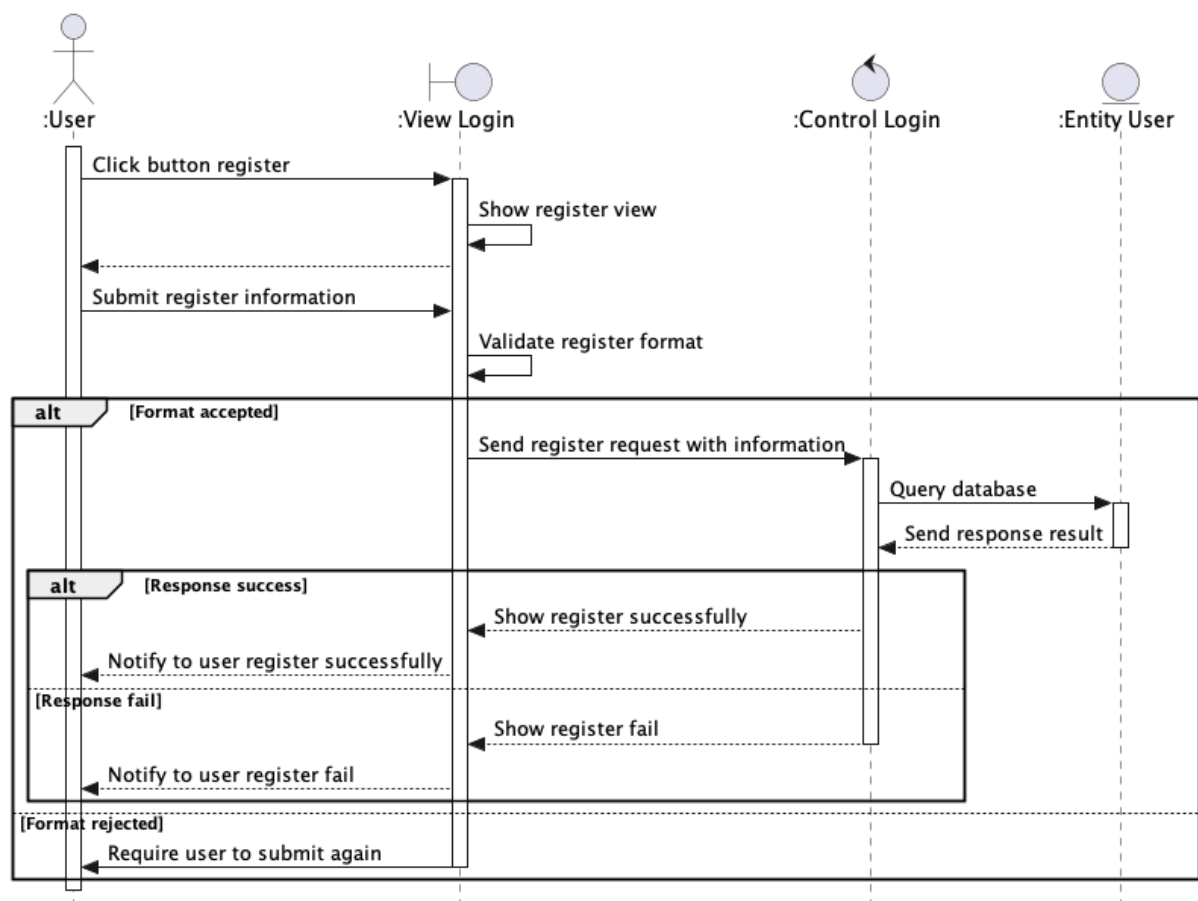 :User
:View Login
:Control Login
:Entity User
Click button register
Show register view
Submit register information
Validate register format
alt
[Format accepted]
Send register request with information
Query database
Send response result
alt
[Response success]
Show register successfully
Notify to user register successfully
[Response fail]
Show register fail
Notify to user register fail
[Format rejected]
Require user to submit again